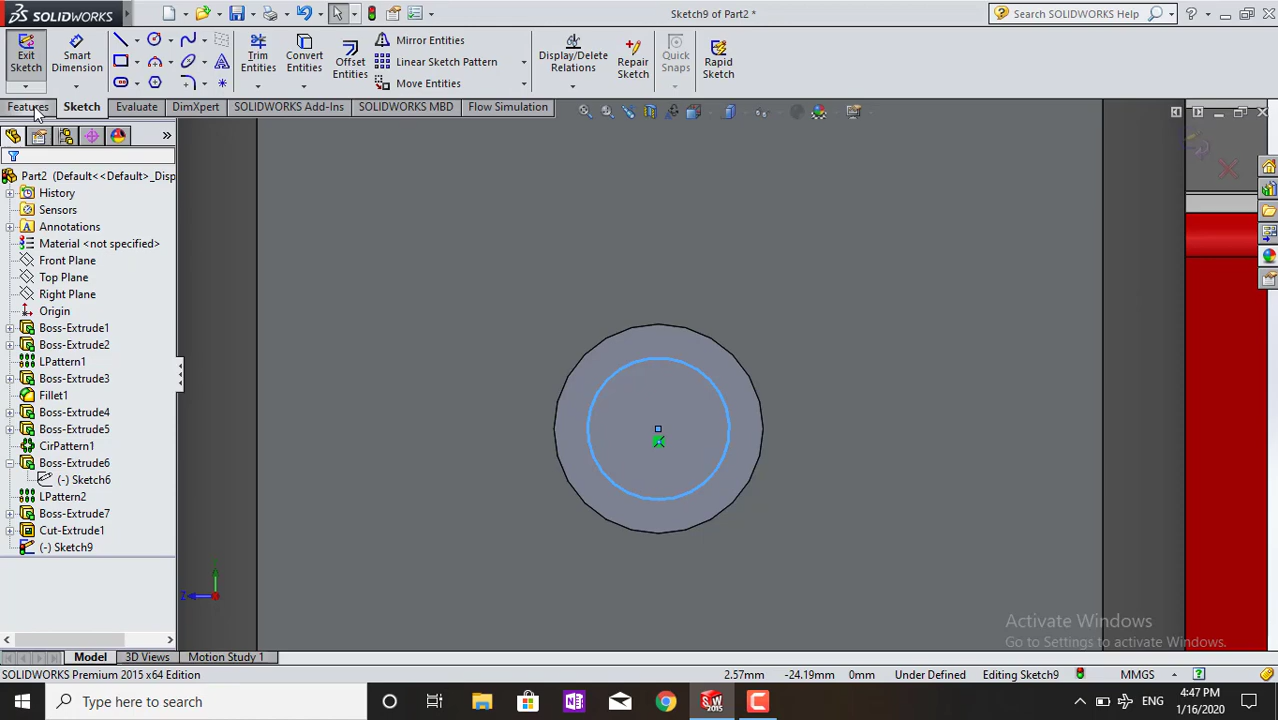 SOLIDWORKS
Sketch9 of Part2 *
Search SOLIDWORKS Help
Exit Sketch
Smart Dimension
Trim Entities
Convert Entities
Offset Entities
Mirror Entities
Linear Sketch Pattern
Move Entities
Display/Delete Relations
Repair Sketch
Quick Snaps
Rapid Sketch
Features
Sketch
Evaluate
DimXpert
SOLIDWORKS Add-Ins
SOLIDWORKS MBD
Flow Simulation
Part2 (Default<<Default>_Disp
History
Sensors
Annotations
Material <not specified>
Front Plane
Top Plane
Right Plane
Origin
Boss-Extrude1
Boss-Extrude2
LPattern1
Boss-Extrude3
Fillet1
Boss-Extrude4
Boss-Extrude5
CirPattern1
Boss-Extrude6
(-) Sketch6
LPattern2
Boss-Extrude7
Cut-Extrude1
(-) Sketch9
Z
Activate Windows
Go to Settings to activate Windows.
Model
3D Views
Motion Study 1
SOLIDWORKS Premium 2015 x64 Edition
2.57mm
-24.19mm
0mm
Under Defined
Editing Sketch9
MMGS
Type here to search
ENG
4:47 PM
1/16/2020